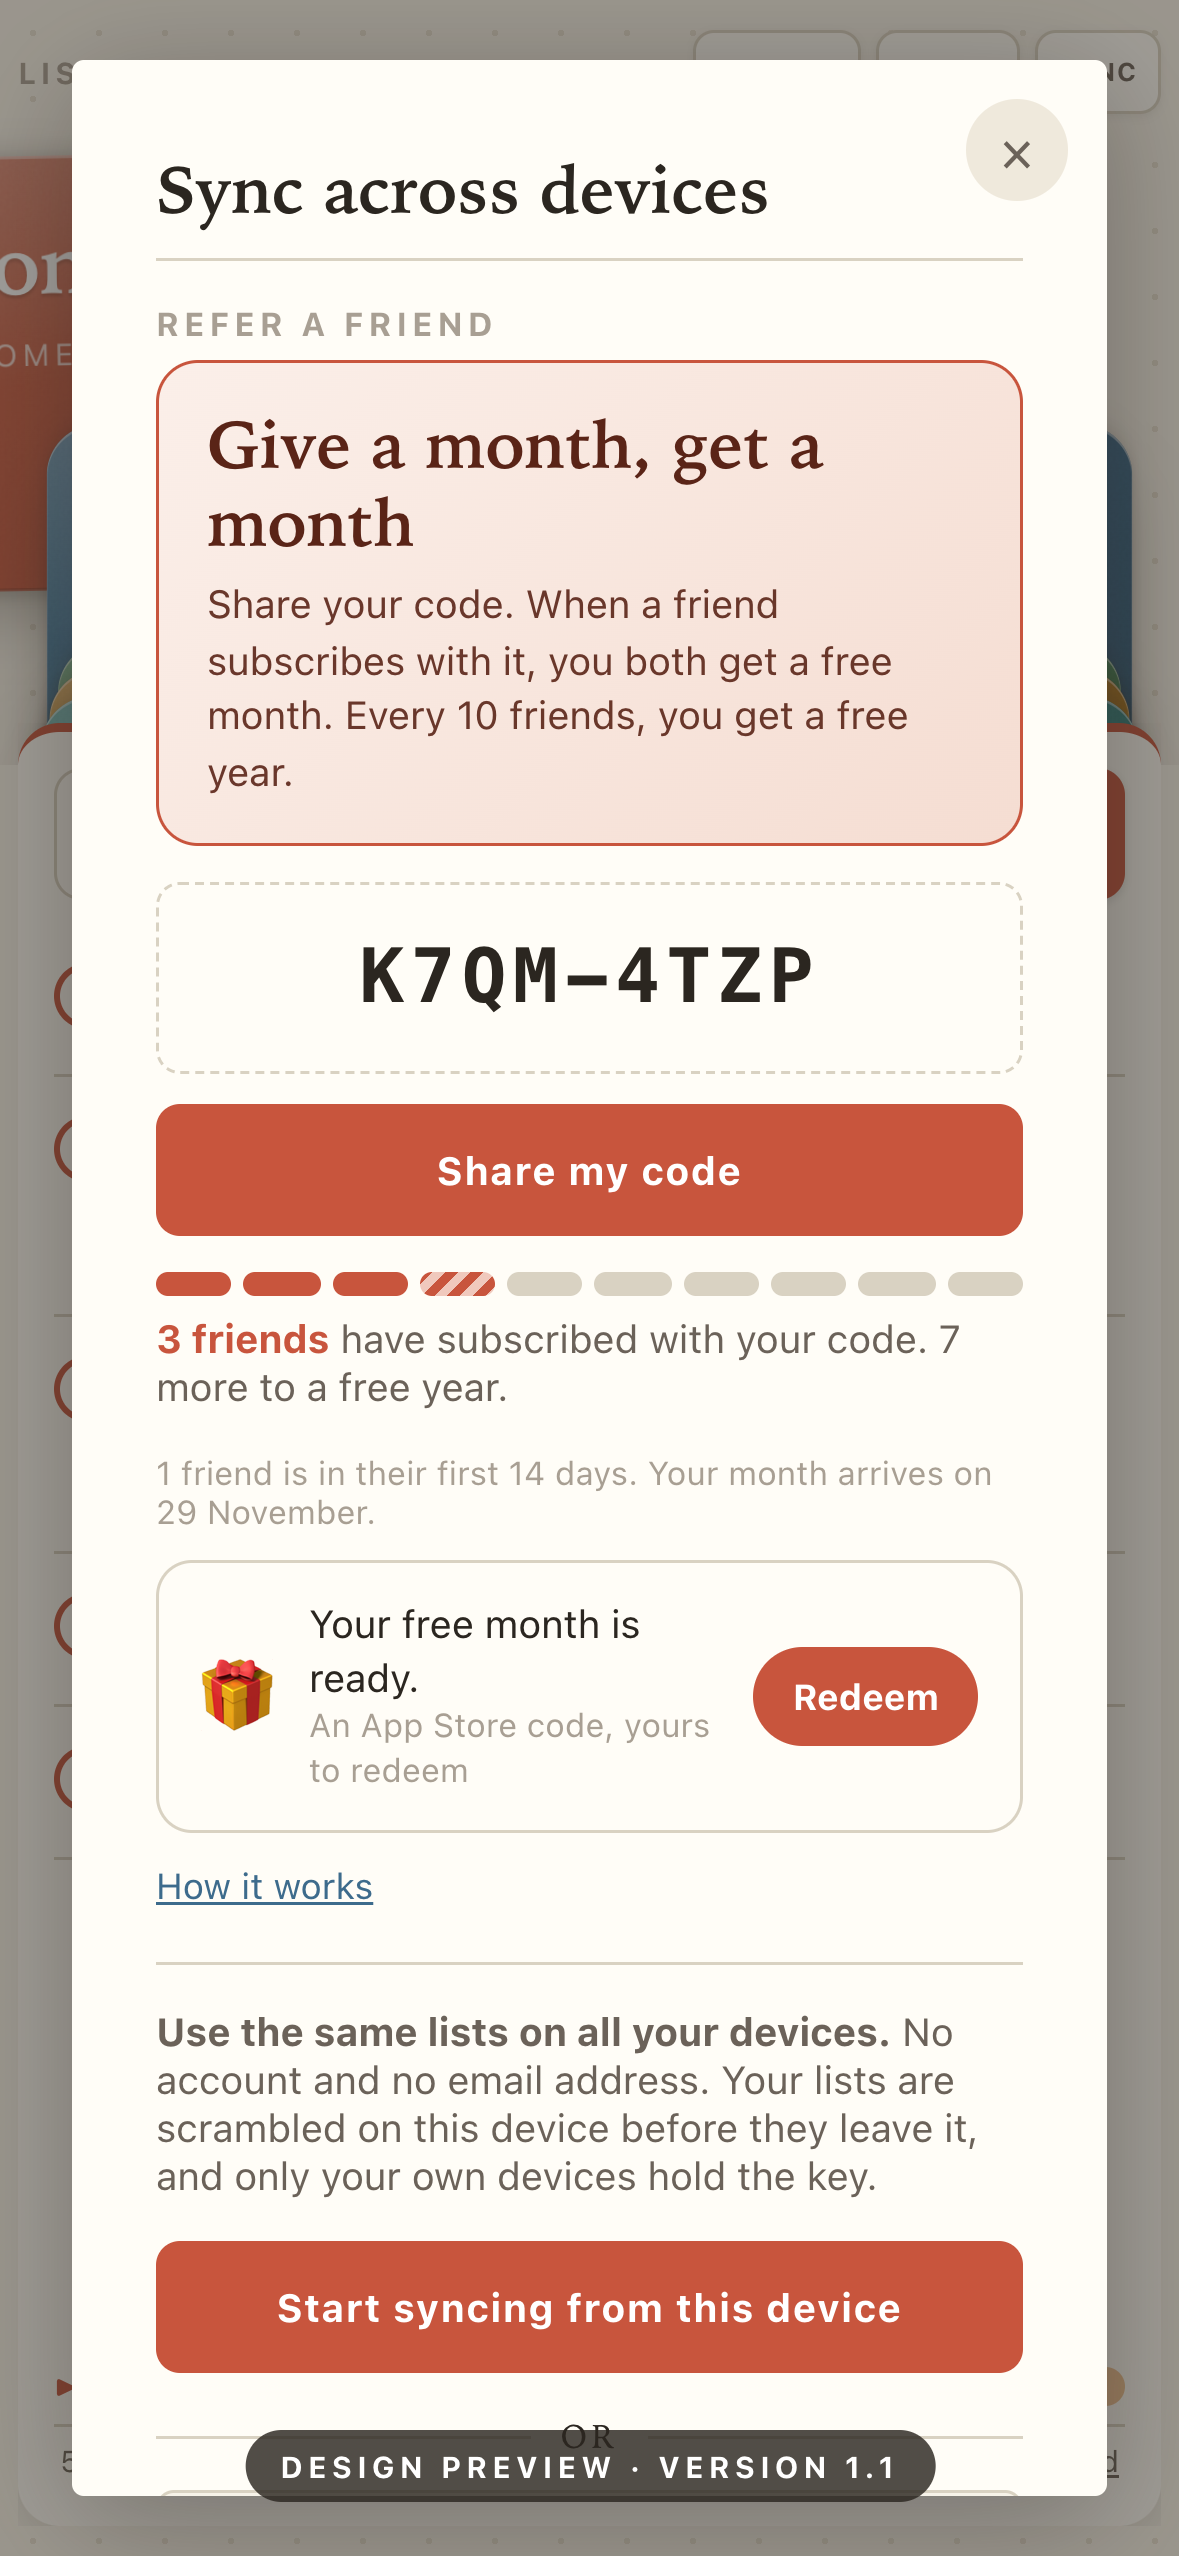 LIS
NC
×
Sync across devices
on
OME
REFER A FRIEND
Give a month, get a
month
Share your code. When a friend
subscribes with it, you both get a free
month. Every 10 friends, you get a free
year.
K7QM–4TZP
Share my code
3 friends have subscribed with your code. 7
more to a free year.
1 friend is in their first 14 days. Your month arrives on
29 November.
Your free month is
ready.
An App Store code, yours
to redeem
Redeem
How it works
Use the same lists on all your devices. No
account and no email address. Your lists are
scrambled on this device before they leave it,
and only your own devices hold the key.
Start syncing from this device
OR
DESIGN PREVIEW · VERSION 1.1
5
d